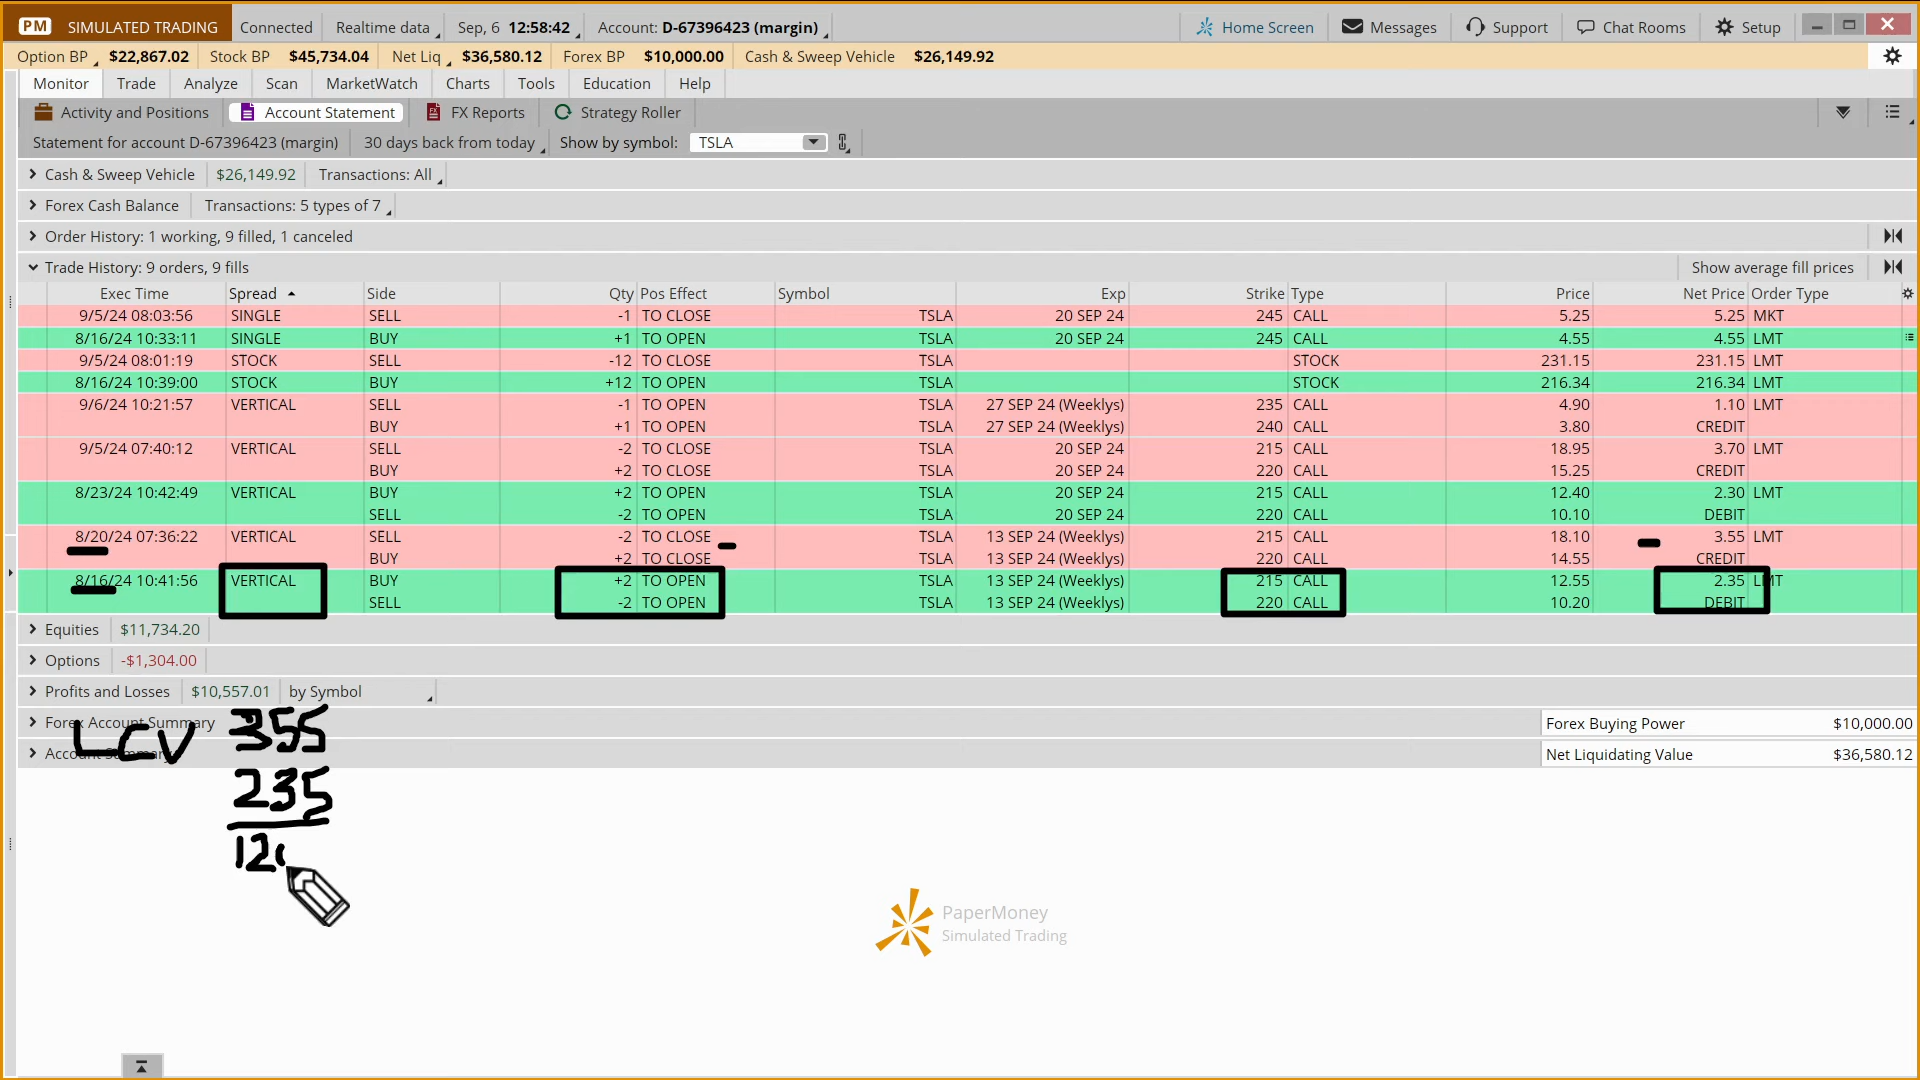 PM SIMULATED TRADING Connected Realtime data Sep, 6 12:58:42 Account: D-67396423 (margin) Home Screen Messages Support Chat Rooms Setup
Option BP $22,867.02 Stock BP $45,734.04 Net Liq $36,580.12 Forex BP $10,000.00 Cash & Sweep Vehicle $26,149.92
Monitor Trade Analyze Scan MarketWatch Charts Tools Education Help
Activity and Positions Account Statement FX Reports Strategy Roller
Statement for account D-67396423 (margin) 30 days back from today Show by symbol: TSLA
Cash & Sweep Vehicle $26,149.92 Transactions: All
Forex Cash Balance Transactions: 5 types of 7
Order History: 1 working, 9 filled, 1 canceled
Trade History: 9 orders, 9 fills Show average fill prices
Exec Time Spread Side Qty Pos Effect Symbol Exp Strike Type Price Net Price Order Type
9/5/24 08:03:56 SINGLE SELL -1 TO CLOSE TSLA 20 SEP 24 245 CALL 5.25 5.25 MKT
8/16/24 10:33:11 SINGLE BUY +1 TO OPEN TSLA 20 SEP 24 245 CALL 4.55 4.55 LMT
9/5/24 08:01:19 STOCK SELL -12 TO CLOSE TSLA STOCK 231.15 231.15 LMT
8/16/24 10:39:00 STOCK BUY +12 TO OPEN TSLA STOCK 216.34 216.34 LMT
9/6/24 10:21:57 VERTICAL SELL -1 TO OPEN TSLA 27 SEP 24 (Weeklys) 235 CALL 4.90 1.10 LMT
BUY +1 TO OPEN TSLA 27 SEP 24 (Weeklys) 240 CALL 3.80 CREDIT
9/5/24 07:40:12 VERTICAL SELL -2 TO CLOSE TSLA 20 SEP 24 215 CALL 18.95 3.70 LMT
BUY +2 TO CLOSE TSLA 20 SEP 24 220 CALL 15.25 CREDIT
8/23/24 10:42:49 VERTICAL BUY +2 TO OPEN TSLA 20 SEP 24 215 CALL 12.40 2.30 LMT
SELL -2 TO OPEN TSLA 20 SEP 24 220 CALL 10.10 DEBIT
8/20/24 07:36:22 VERTICAL SELL -2 TO CLOSE TSLA 13 SEP 24 (Weeklys) 215 CALL 18.10 3.55 LMT
BUY +2 TO CLOSE TSLA 13 SEP 24 (Weeklys) 220 CALL 14.55 CREDIT
8/16/24 10:41:56 VERTICAL BUY +2 TO OPEN TSLA 13 SEP 24 (Weeklys) 215 CALL 12.55 2.35 LMT
SELL -2 TO OPEN TSLA 13 SEP 24 (Weeklys) 220 CALL 10.20 DEBIT
Equities $11,734.20
Options -$1,304.00
Profits and Losses $10,557.01 by Symbol
Forex Account Summary Forex Buying Power $10,000.00
Account Summary Net Liquidating Value $36,580.12
LCV 355
235
12
PaperMoney
Simulated Trading